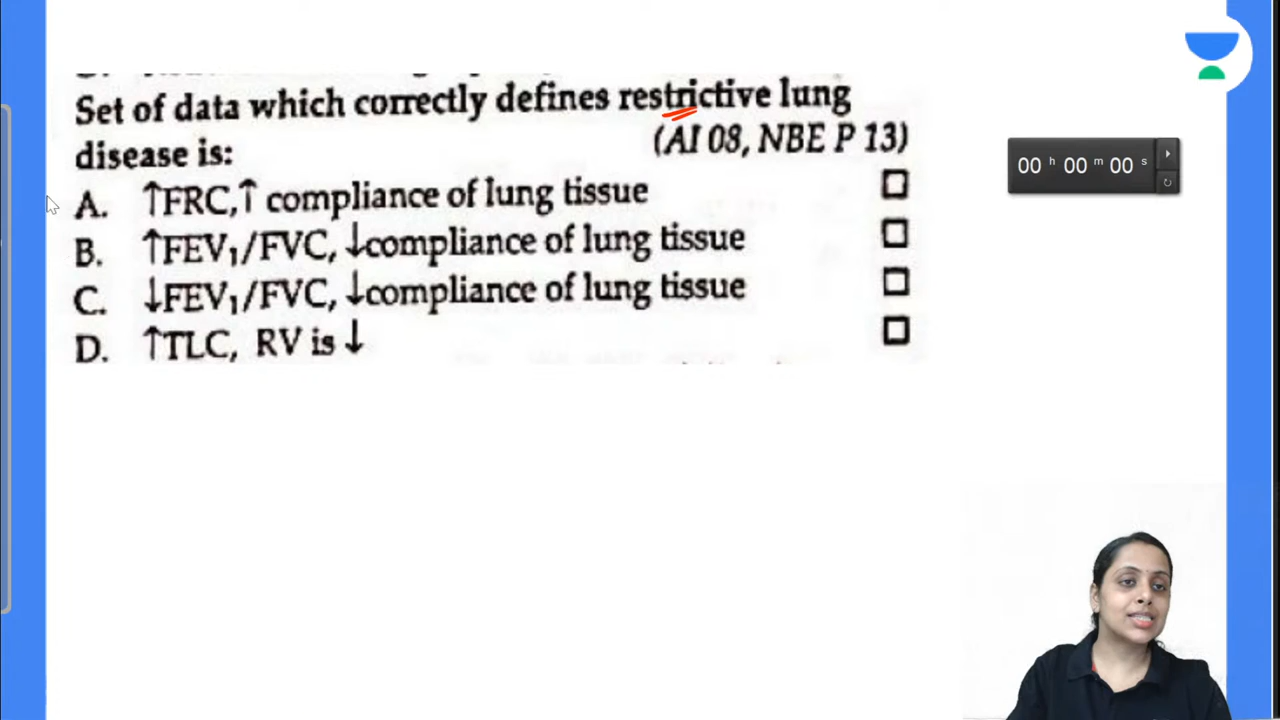 Set of data which correctly defines restrictive lung
disease is: (AI 08, NBE P 13)
A. ↑FRC,↑ compliance of lung tissue
B. ↑FEV₁/FVC, ↓compliance of lung tissue
C. ↓FEV₁/FVC, ↓compliance of lung tissue
D. ↑TLC, RV is ↓
00 h 00 m 00 s